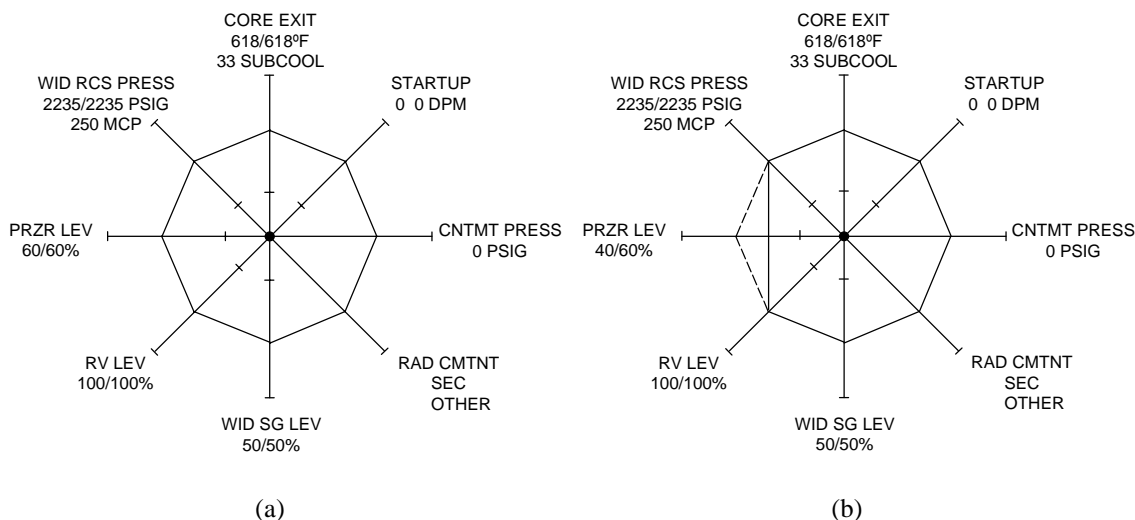 CORE EXIT
618/618ºF
33 SUBCOOL
WID RCS PRESS
2235/2235 PSIG
250 MCP
STARTUP
0 0 DPM
PRZR LEV
60/60%
CNTMT PRESS
0 PSIG
RV LEV
100/100%
RAD CMTNT
SEC
OTHER
WID SG LEV
50/50%
(a)
CORE EXIT
618/618ºF
33 SUBCOOL
WID RCS PRESS
2235/2235 PSIG
250 MCP
STARTUP
0 0 DPM
PRZR LEV
40/60%
CNTMT PRESS
0 PSIG
RV LEV
100/100%
RAD CMTNT
SEC
OTHER
WID SG LEV
50/50%
(b)